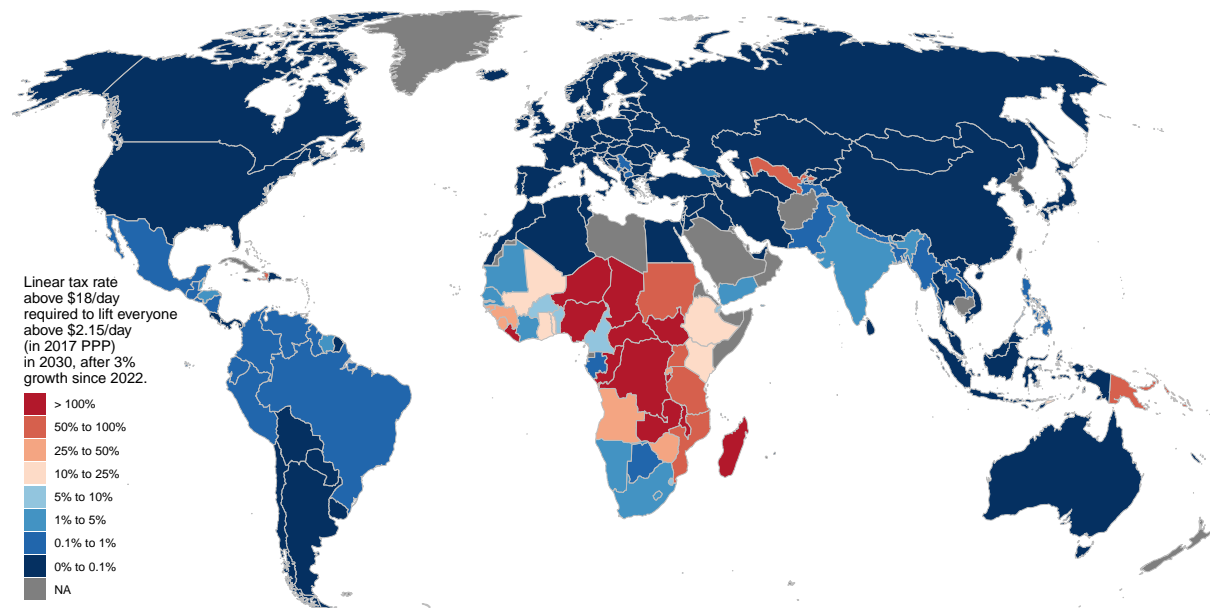 Linear tax rate
above $18/day
required to lift everyone
above $2.15/day
(in 2017 PPP)
in 2030, after 3%
growth since 2022.
> 100%
50% to 100%
25% to 50%
10% to 25%
5% to 10%
1% to 5%
0.1% to 1%
0% to 0.1%
NA